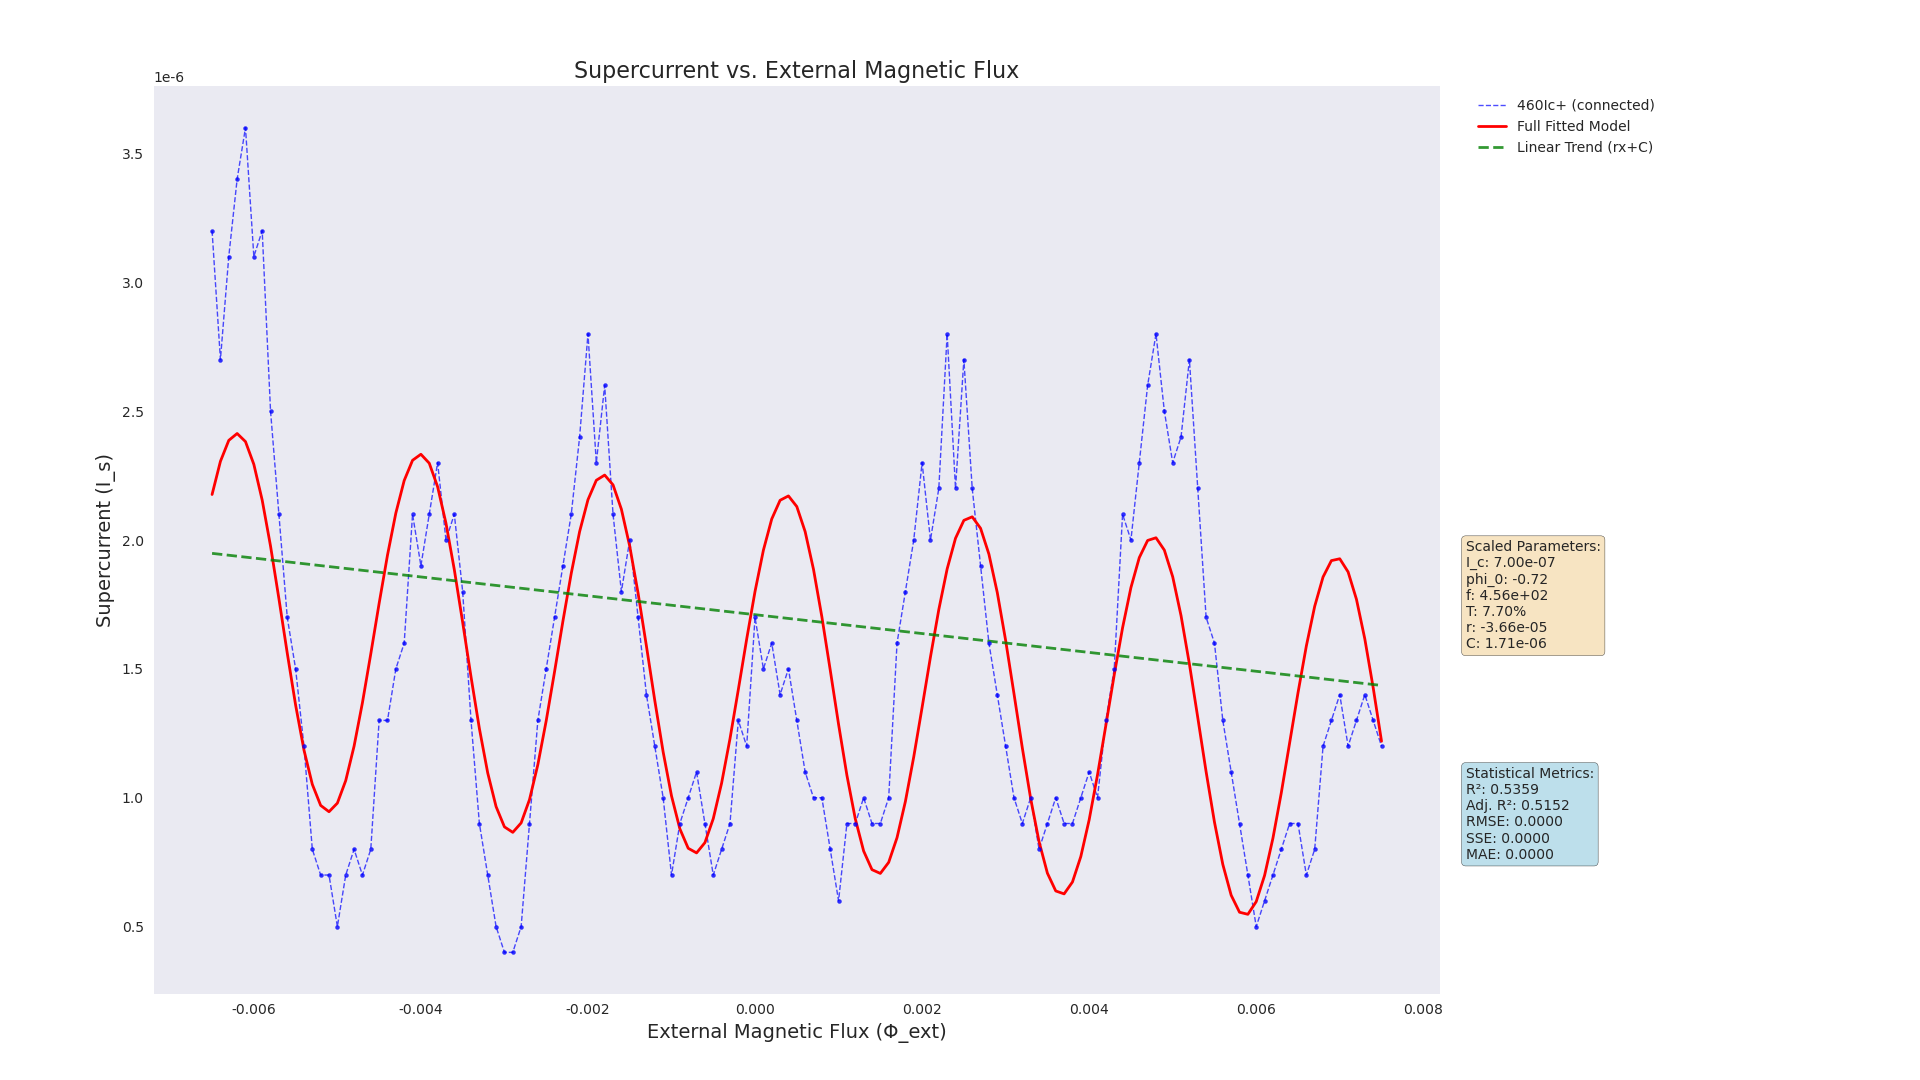 Supercurrent vs. External Magnetic Flux
1e-6
3.5
3.0
2.5
2.0
1.5
1.0
0.5
Supercurrent (I_s)
-0.006
-0.004
-0.002
0.000
0.002
0.004
0.006
0.008
External Magnetic Flux (Φ_ext)
460Ic+ (connected)
Full Fitted Model
Linear Trend (rx+C)
Scaled Parameters:
I_c: 7.00e-07
phi_0: -0.72
f: 4.56e+02
T: 7.70%
r: -3.66e-05
C: 1.71e-06
Statistical Metrics:
R²: 0.5359
Adj. R²: 0.5152
RMSE: 0.0000
SSE: 0.0000
MAE: 0.0000